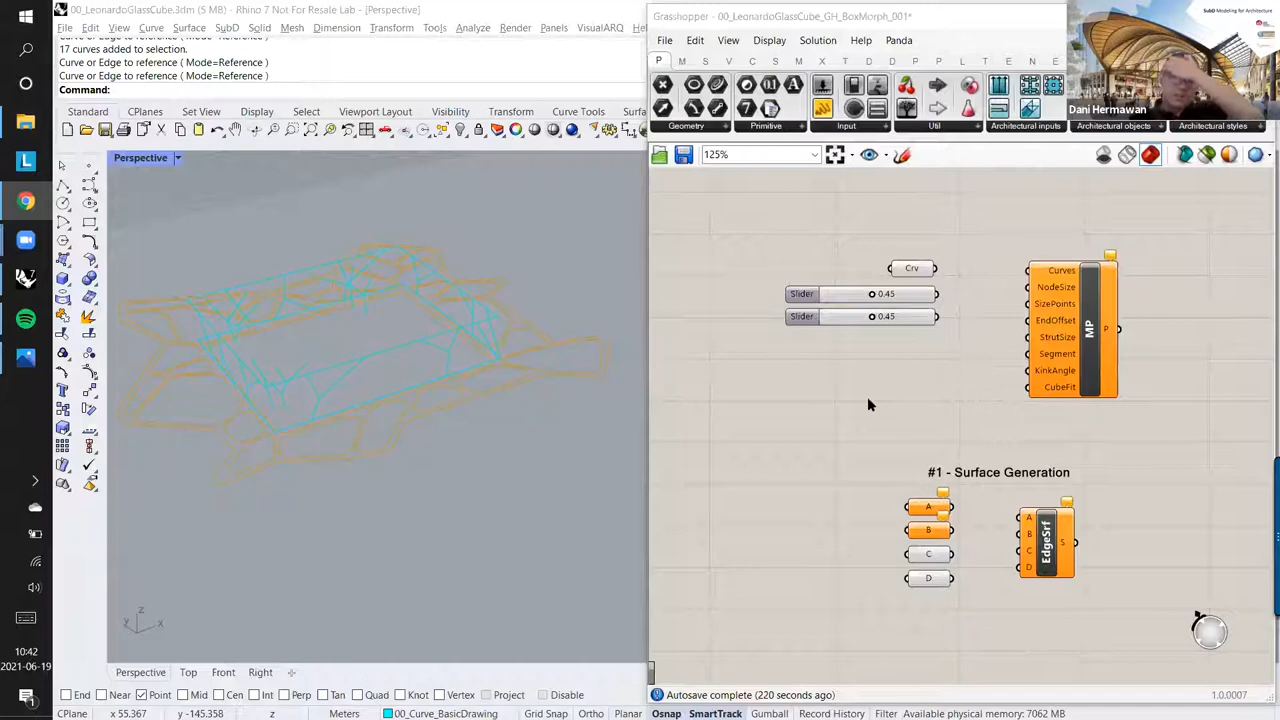 00_LeonardoGlassCube.3dm (5 MB) - Rhino 7 Not For Resale Lab - [Perspective]
File Edit View Curve Surface SubD Solid Mesh Dimension Transform Tools Analyze Render Panels VisualARQ
17 curves added to selection.
Curve or Edge to reference ( Mode=Reference )
Curve or Edge to reference ( Mode=Reference )
Command:
Standard CPlanes Set View Display Select Viewport Layout Visibility Transform Curve Tools
Perspective
z
y x
Perspective Top Front Right
End Near Point Mid Cen Int Perp Tan Quad Knot Vertex Project Disable
CPlane x 55.367 y -145.358 z Meters 00_Curve_BasicDrawing Grid Snap Ortho Planar Osnap SmartTrack Gumball Record History Filter Available physical memory: 7062 MB
10:42
2021-06-19
Grasshopper - 00_LeonardoGlassCube_GH_BoxMorph_001*
File Edit View Display Solution Help Panda
P M S V C S I M D T E N
Geometry Primitive Input Util Architectural inputs Architectural objects Architectural styles
125%
Crv
Slider 0.45
Slider 0.45
Curves
NodeSize
SizePoints
EndOffset
StrutSize
Segment
KinkAngle
CubeFit
MP
P
#1 - Surface Generation
A
B
C
D
A
B
C
D
EdgeSrf
S
Autosave complete (220 seconds ago)
1.0.0007
SubD Modeling for Architecture
Dani Hermawan